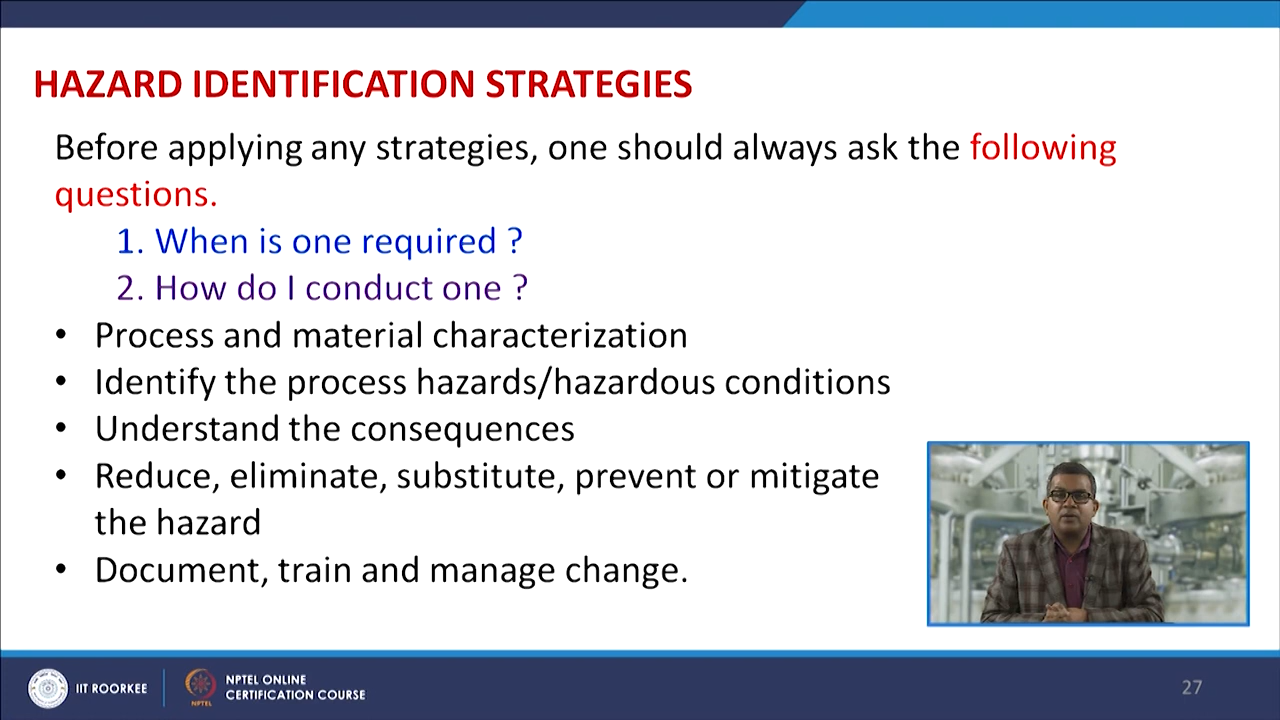 HAZARD IDENTIFICATION STRATEGIES
Before applying any strategies, one should always ask the following
questions.
1. When is one required ?
2. How do I conduct one ?
• Process and material characterization
• Identify the process hazards/hazardous conditions
• Understand the consequences
• Reduce, eliminate, substitute, prevent or mitigate
the hazard
• Document, train and manage change.
IIT ROORKEE
NPTEL
NPTEL ONLINE
CERTIFICATION COURSE
27